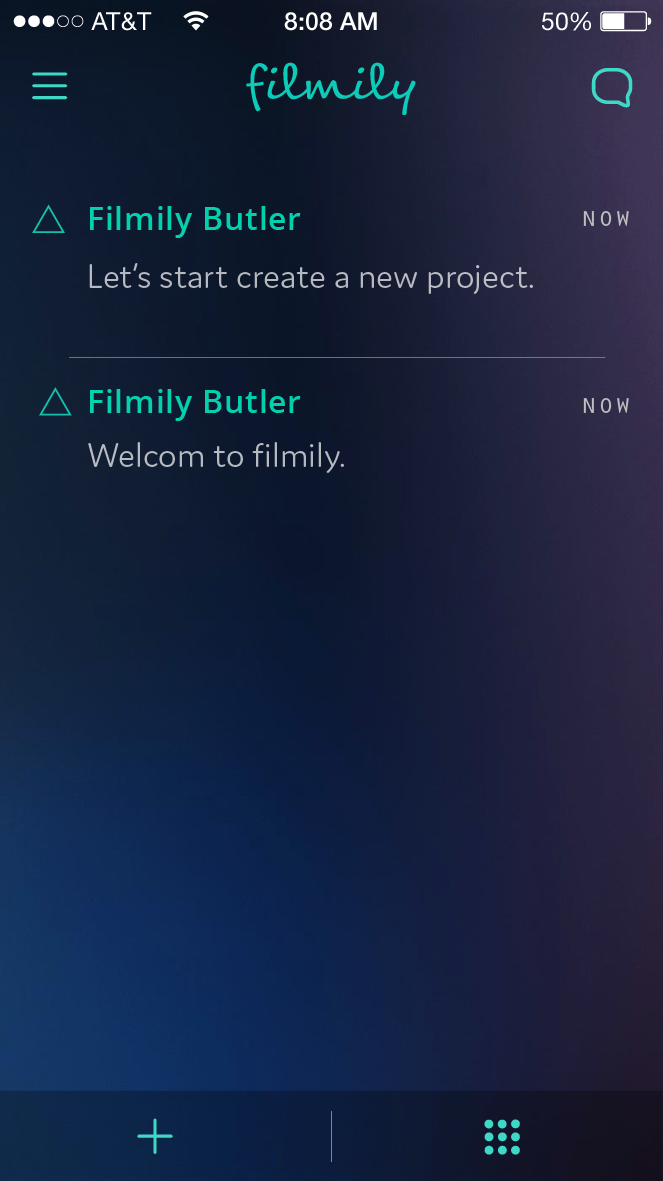 AT&T 8:08 AM 50%
filmily
Filmily Butler NOW
Let's start create a new project.
Filmily Butler NOW
Welcom to filmily.